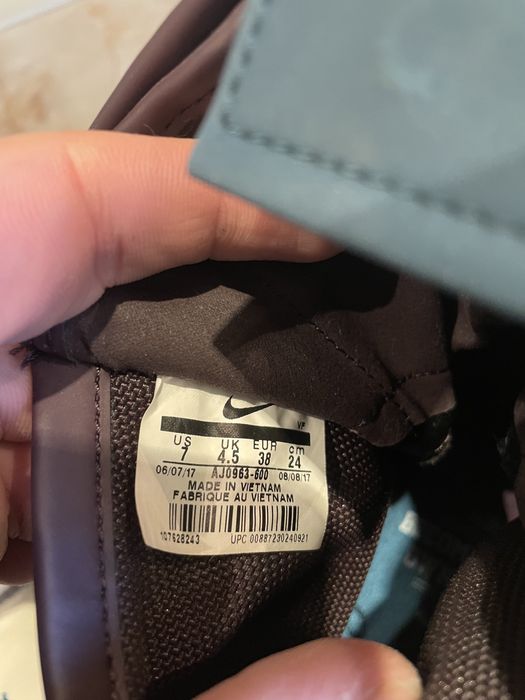 VF
US UK EUR cm
7 4.5 38 24
06/07/17 AJ0963-600 08/08/17
MADE IN VIETNAM
FABRIQUE AU VIETNAM
107628243 UPC 00887230240921